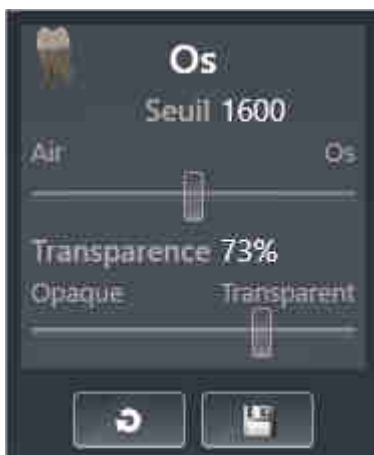 Os
Seuil 1600
Air Os
Transparence 73%
Opaque Transparent